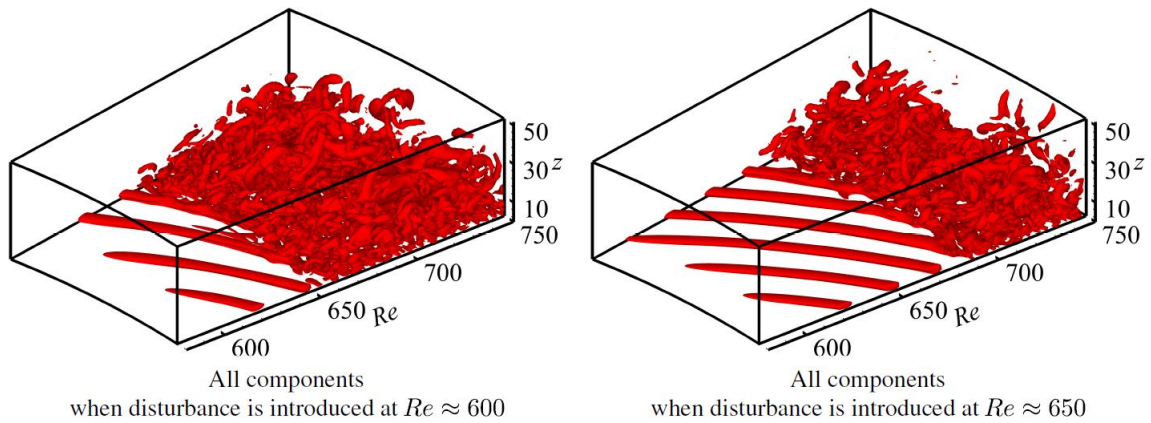 50
30 z
10
750
700
650 Re
600
All components
when disturbance is introduced at Re ≈ 600
50
30 z
10
750
700
650 Re
600
All components
when disturbance is introduced at Re ≈ 650